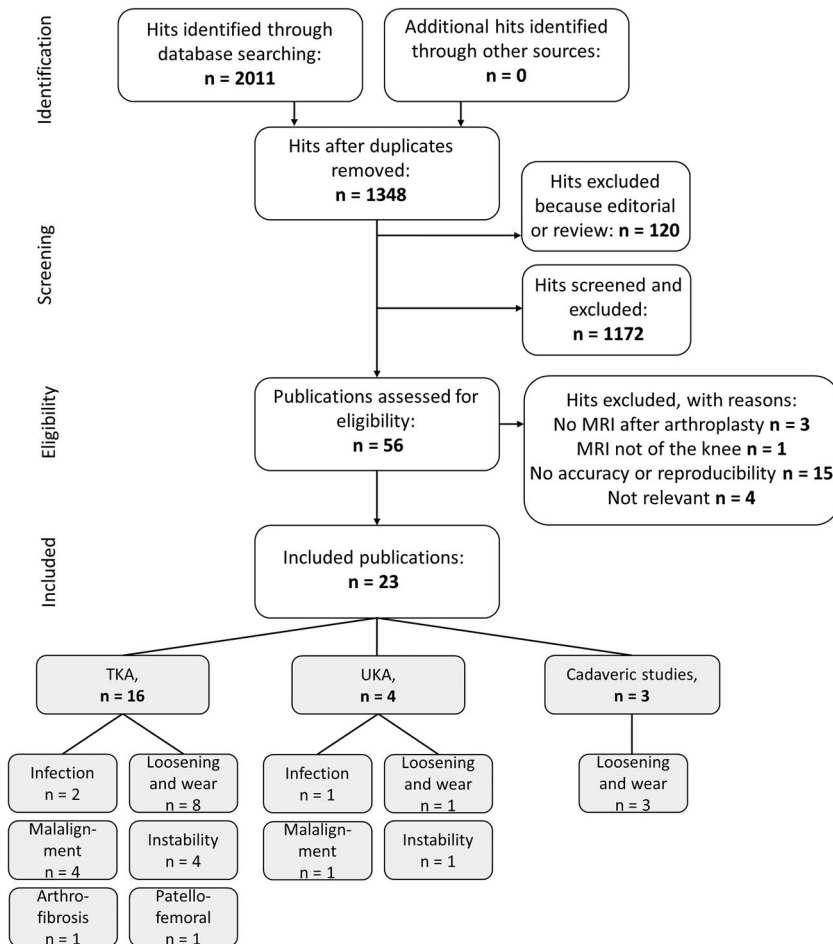 Identification
Hits identified through
database searching:
n = 2011
Additional hits identified
through other sources:
n = 0
Hits after duplicates
removed:
n = 1348
Screening
Hits excluded
because editorial
or review: n = 120
Hits screened and
excluded:
n = 1172
Eligibility
Publications assessed for
eligibility:
n = 56
Hits excluded, with reasons:
No MRI after arthroplasty n = 3
MRI not of the knee n = 1
No accuracy or reproducibility n = 15
Not relevant n = 4
Included
Included publications:
n = 23
TKA,
n = 16
UKA,
n = 4
Cadaveric studies,
n = 3
Infection
n = 2
Loosening
and wear
n = 8
Infection
n = 1
Loosening
and wear
n = 1
Loosening
and wear
n = 3
Malalign-
ment
n = 4
Instability
n = 4
Malalign-
ment
n = 1
Instability
n = 1
Arthro-
fibrosis
n = 1
Patello-
femoral
n = 1